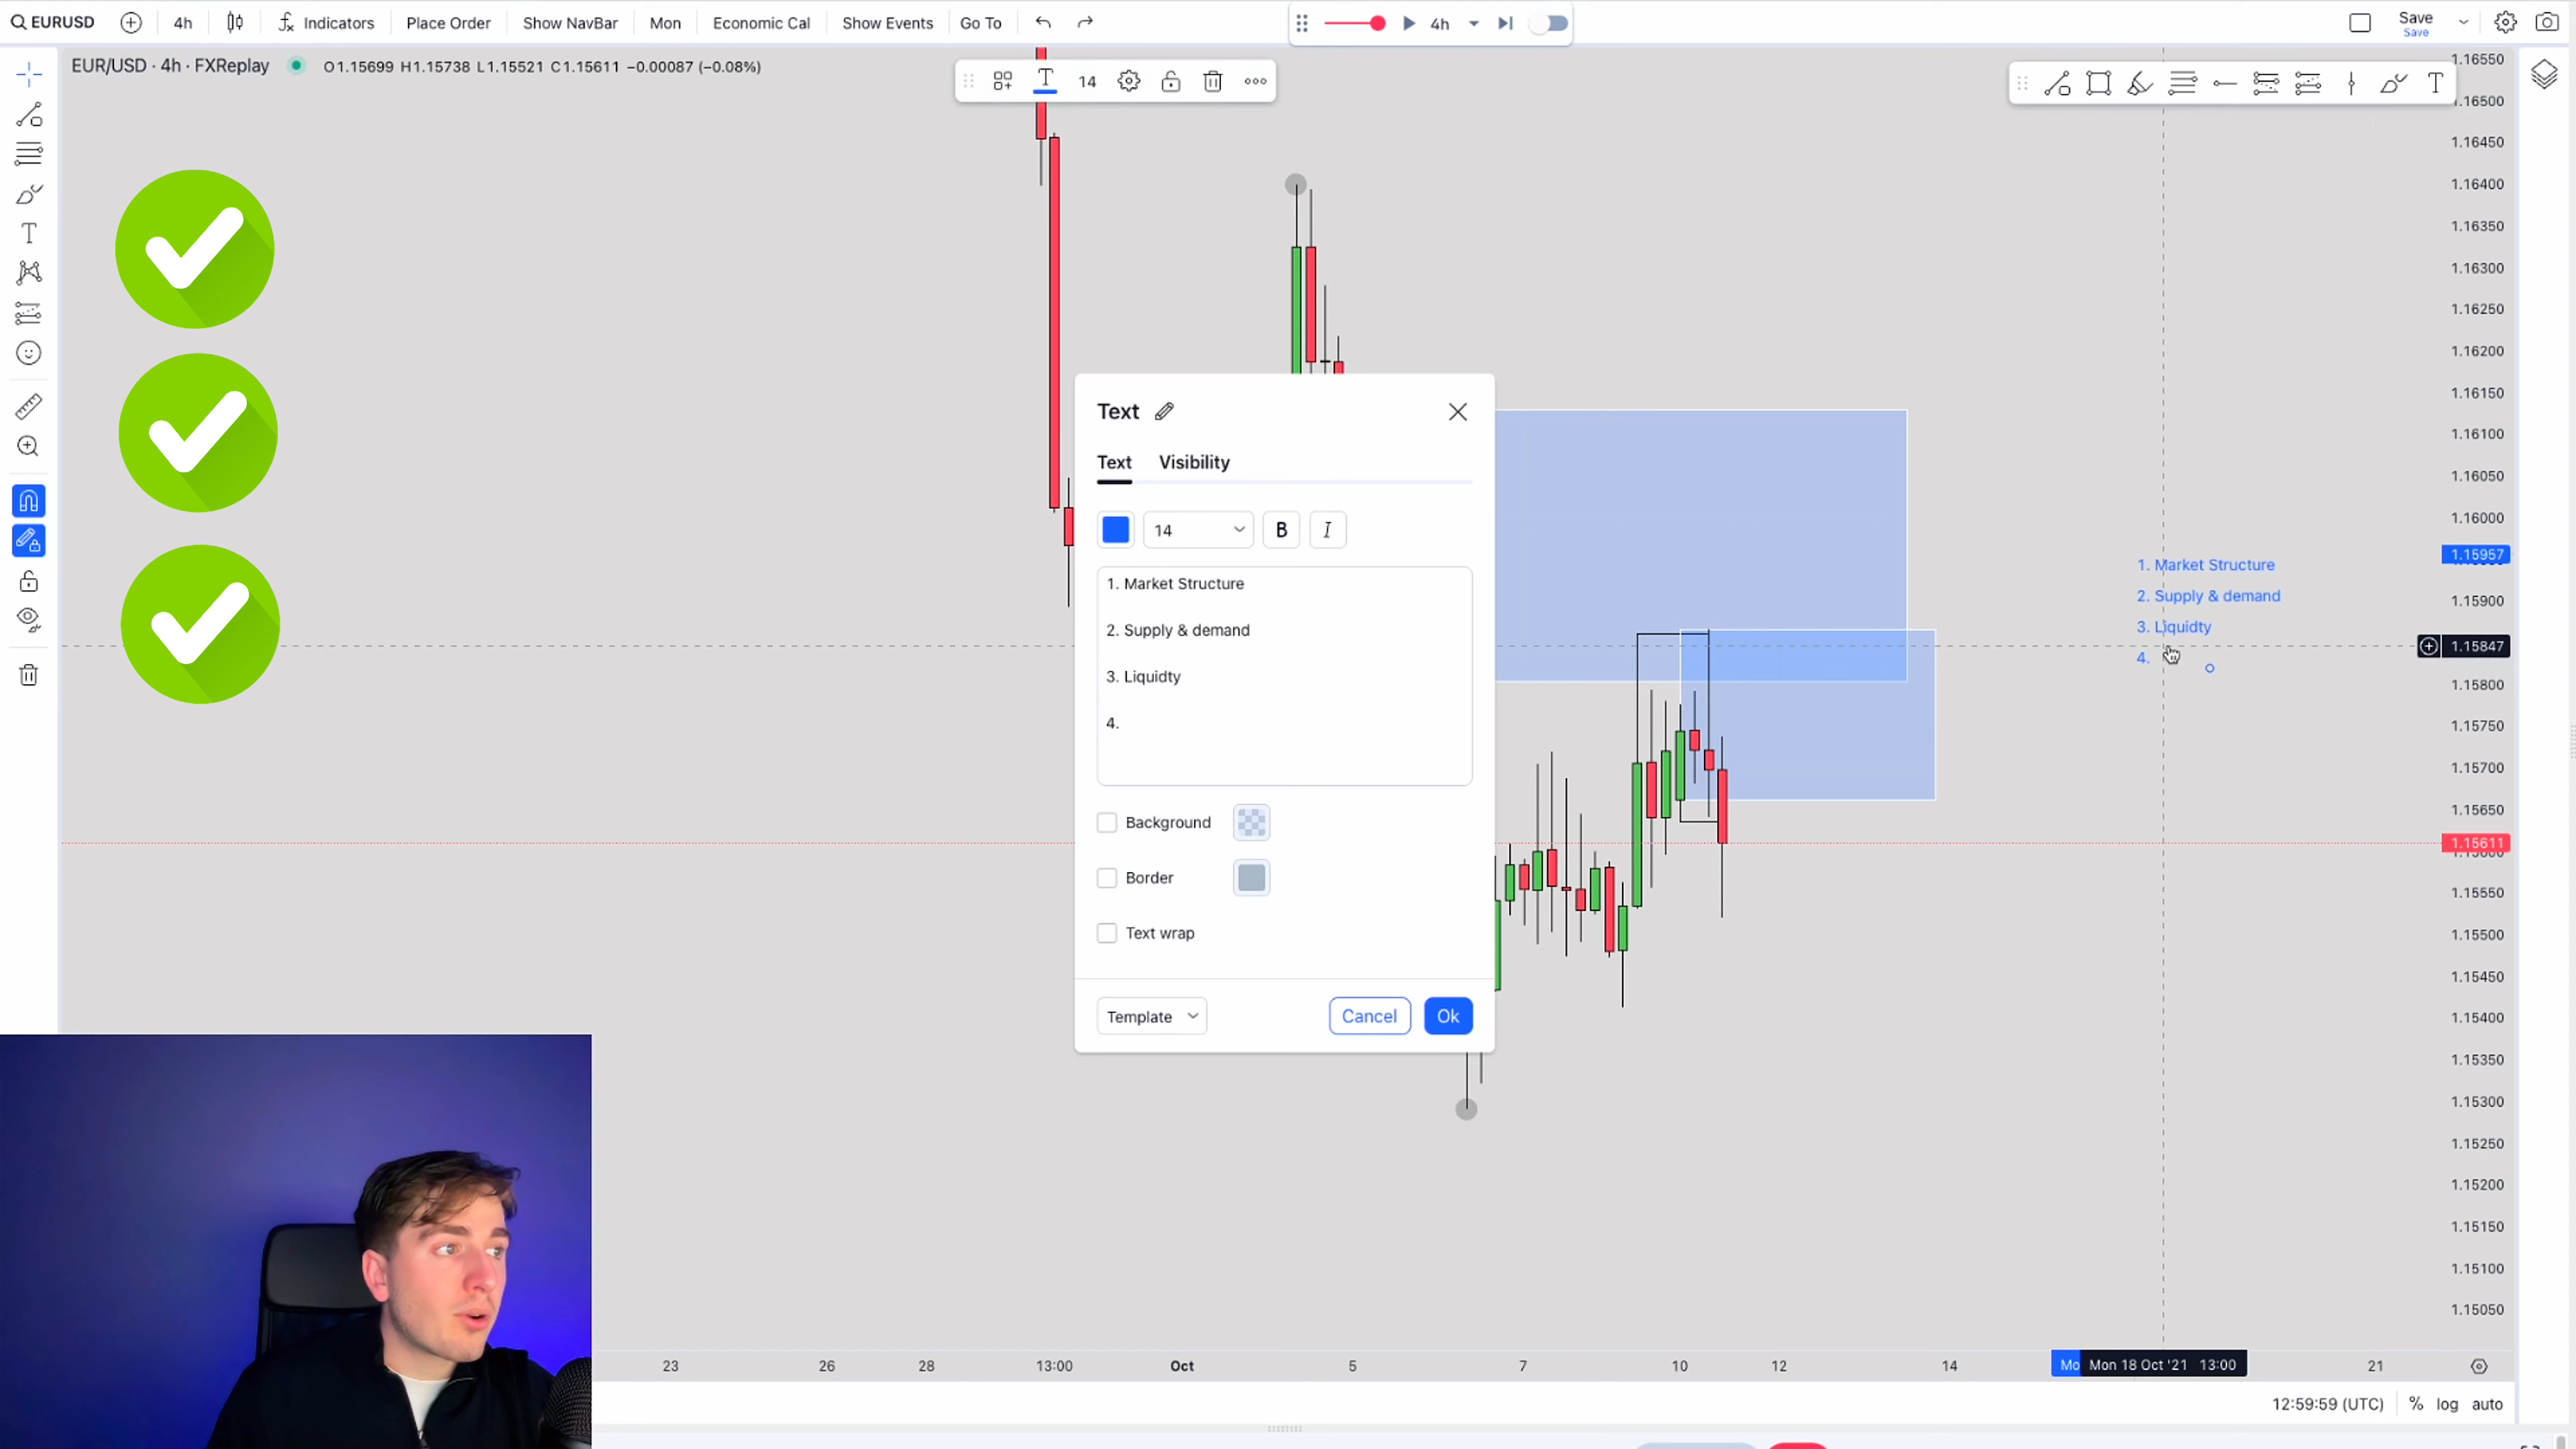 EURUSD
4h
Indicators
Place Order
Show NavBar
Mon
Economic Cal
Show Events
Go To
4h
Save
Save
EUR/USD · 4h · FXReplay
O1.15699 H1.15738 L1.15521 C1.15611 −0.00087 (−0.08%)
14
1.16550
1.16500
1.16450
1.16400
1.16350
1.16300
1.16250
1.16200
1.16150
1.16100
1.16050
1.16000
1.15957
1.15900
1.15847
1.15800
1.15750
1.15700
1.15650
1.15611
1.15550
1.15500
1.15450
1.15400
1.15350
1.15300
1.15250
1.15200
1.15150
1.15100
1.15050
Text
Text
Visibility
14
B
I
1. Market Structure
2. Supply & demand
3. Liquidty
4.
Background
Border
Text wrap
Template
Cancel
Ok
1. Market Structure
2. Supply & demand
3. Liquidty
4.
23
26
28
13:00
Oct
5
7
10
12
14
Mo
Mon 18 Oct '21 13:00
21
12:59:59 (UTC)
%
log
auto